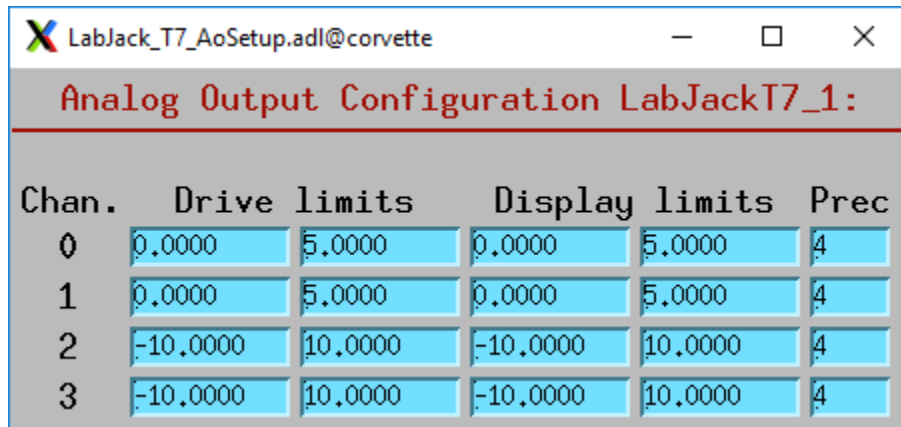 LabJack_T7_AoSetup.adl@corvette
Analog Output Configuration LabJackT7_1:
Chan. Drive limits Display limits Prec
0 0.0000 5.0000 0.0000 5.0000 4
1 0.0000 5.0000 0.0000 5.0000 4
2 -10.0000 10.0000 -10.0000 10.0000 4
3 -10.0000 10.0000 -10.0000 10.0000 4